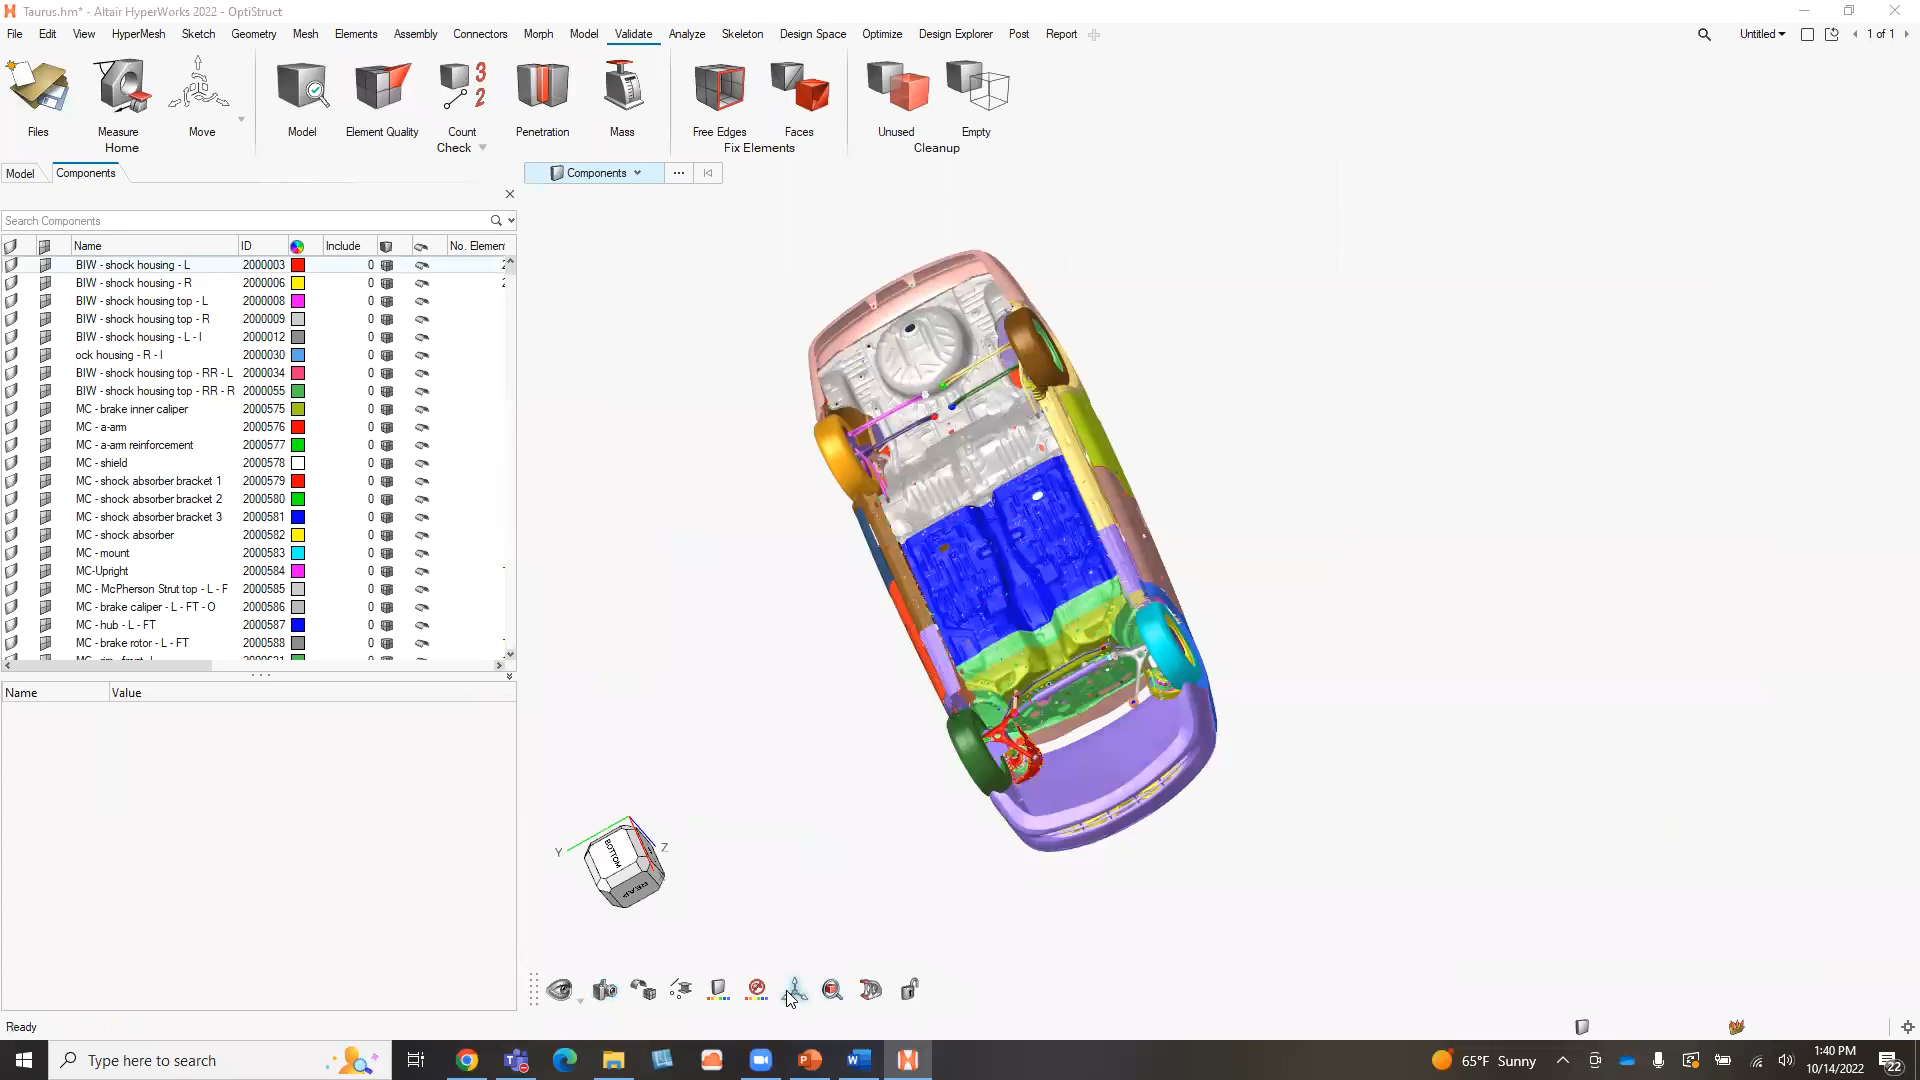 Taurus.hm* - Altair HyperWorks 2022 - OptiStruct
File Edit View HyperMesh Sketch Geometry Mesh Elements Assembly Connectors Morph Model Validate Analyze Skeleton Design Space Optimize Design Explorer Post Report Untitled 1 of 1
3
2
Files Measure Move Model Element Quality Count Penetration Mass Free Edges Faces Unused Empty
Home Check Fix Elements Cleanup
Model Components Components
Search Components
Name ID Include No. Elemen
BIW - shock housing - L 2000003 0
BIW - shock housing - R 2000006 0
BIW - shock housing top - L 2000008 0
BIW - shock housing top - R 2000009 0
BIW - shock housing - L - I 2000012 0
ock housing - R - I 2000030 0
BIW - shock housing top - RR - L 2000034 0
BIW - shock housing top - RR - R 2000055 0
MC - brake inner caliper 2000575 0
MC - a-arm 2000576 0
MC - a-arm reinforcement 2000577 0
MC - shield 2000578 0
MC - shock absorber bracket 1 2000579 0
MC - shock absorber bracket 2 2000580 0
MC - shock absorber bracket 3 2000581 0
MC - shock absorber 2000582 0
MC - mount 2000583 0
MC-Upright 2000584 0
MC - McPherson Strut top - L - F 2000585 0
MC - brake caliper - L - FT - O 2000586 0
MC - hub - L - FT 2000587 0
MC - brake rotor - L - FT 2000588 0
Name Value
Y Z
BOTTOM
REAR
Ready
Type here to search
65°F Sunny
1:40 PM
10/14/2022
22